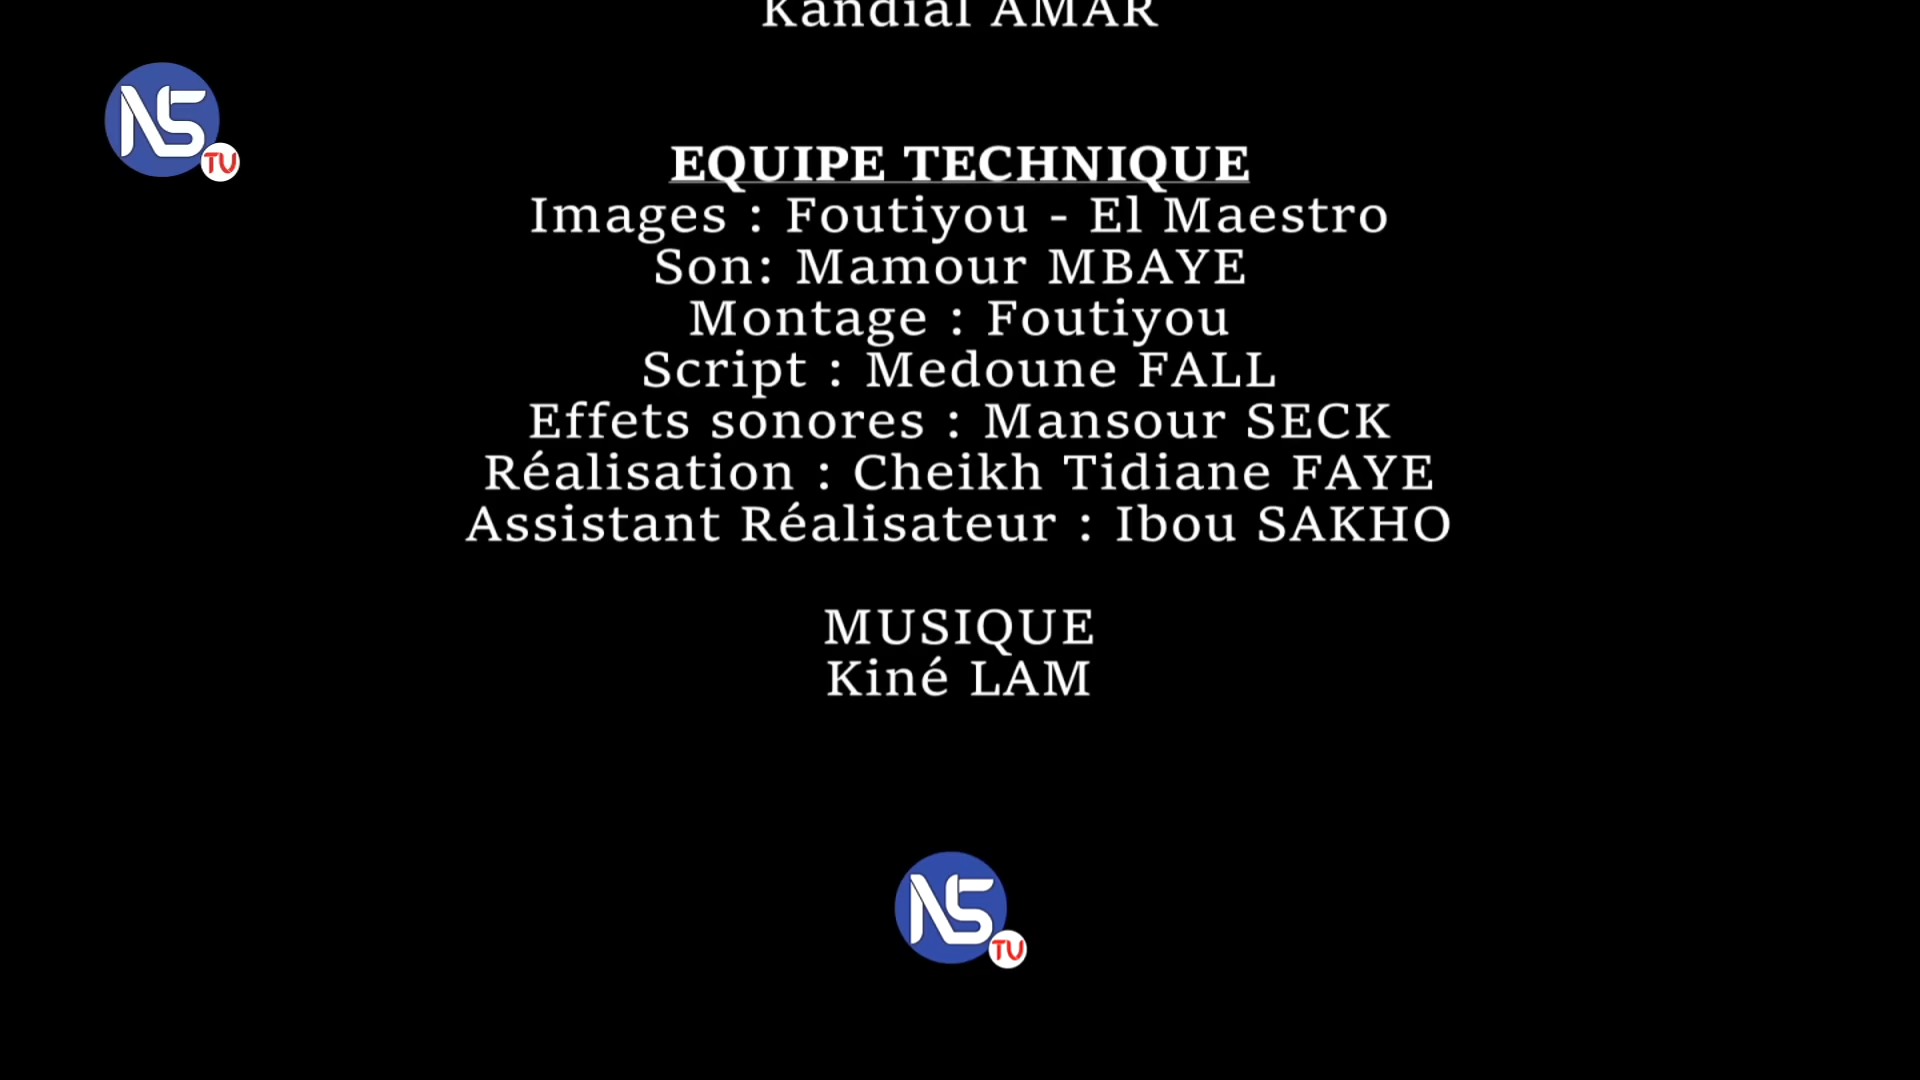 Kandial AMAR
NS
TV
EQUIPE TECHNIQUE
Images : Foutiyou - El Maestro
Son: Mamour MBAYE
Montage : Foutiyou
Script : Medoune FALL
Effets sonores : Mansour SECK
Réalisation : Cheikh Tidiane FAYE
Assistant Réalisateur : Ibou SAKHO
MUSIQUE
Kiné LAM
NS
TV